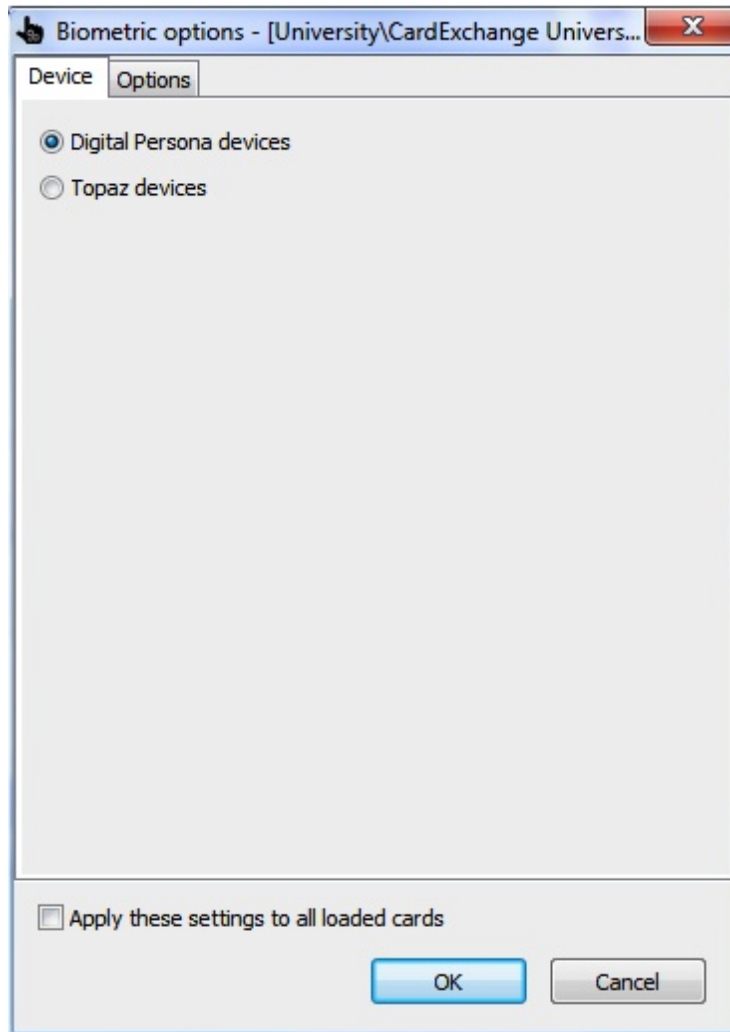 Biometric options - [University\CardExchange Univers...
Device Options
Digital Persona devices
Topaz devices
Apply these settings to all loaded cards
OK Cancel